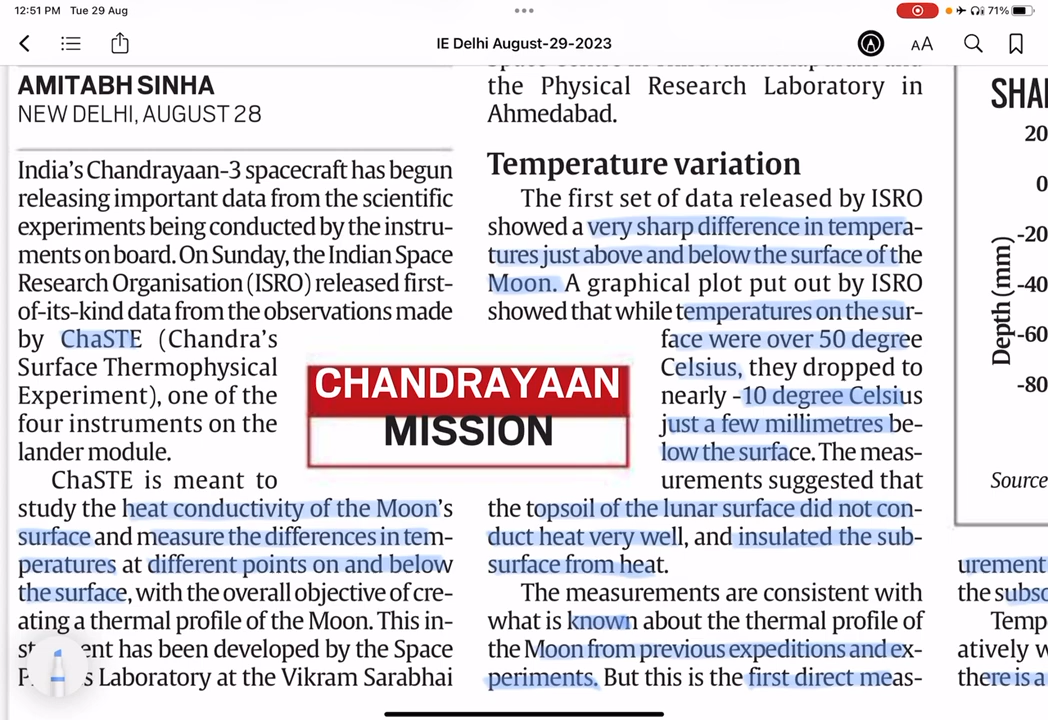 12:51 PM Tue 29 Aug
71%
IE Delhi August-29-2023
AA
AMITABH SINHA
NEW DELHI, AUGUST 28
India's Chandrayaan-3 spacecraft has begun
releasing important data from the scientific
experiments being conducted by the instru-
ments on board. On Sunday, the Indian Space
Research Organisation (ISRO) released first-
of-its-kind data from the observations made
by ChaSTE (Chandra's
Surface Thermophysical
Experiment), one of the
four instruments on the
lander module.
ChaSTE is meant to
study the heat conductivity of the Moon's
surface and measure the differences in tem-
peratures at different points on and below
the surface, with the overall objective of cre-
ating a thermal profile of the Moon. This in-
ent has been developed by the Space
Laboratory at the Vikram Sarabhai
CHANDRAYAAN
MISSION
the Physical Research Laboratory in
Ahmedabad.
Temperature variation
The first set of data released by ISRO
showed a very sharp difference in tempera-
tures just above and below the surface of the
Moon. A graphical plot put out by ISRO
showed that while temperatures on the sur-
face were over 50 degree
Celsius, they dropped to
nearly -10 degree Celsius
just a few millimetres be-
low the surface. The meas-
urements suggested that
the topsoil of the lunar surface did not con-
duct heat very well, and insulated the sub-
surface from heat.
The measurements are consistent with
what is known about the thermal profile of
the Moon from previous expeditions and ex-
periments. But this is the first direct meas-
SHA
20
0
-20
-40
-60
-80
Depth (mm)
Source
urement
the subsc
Temp
atively w
there is a